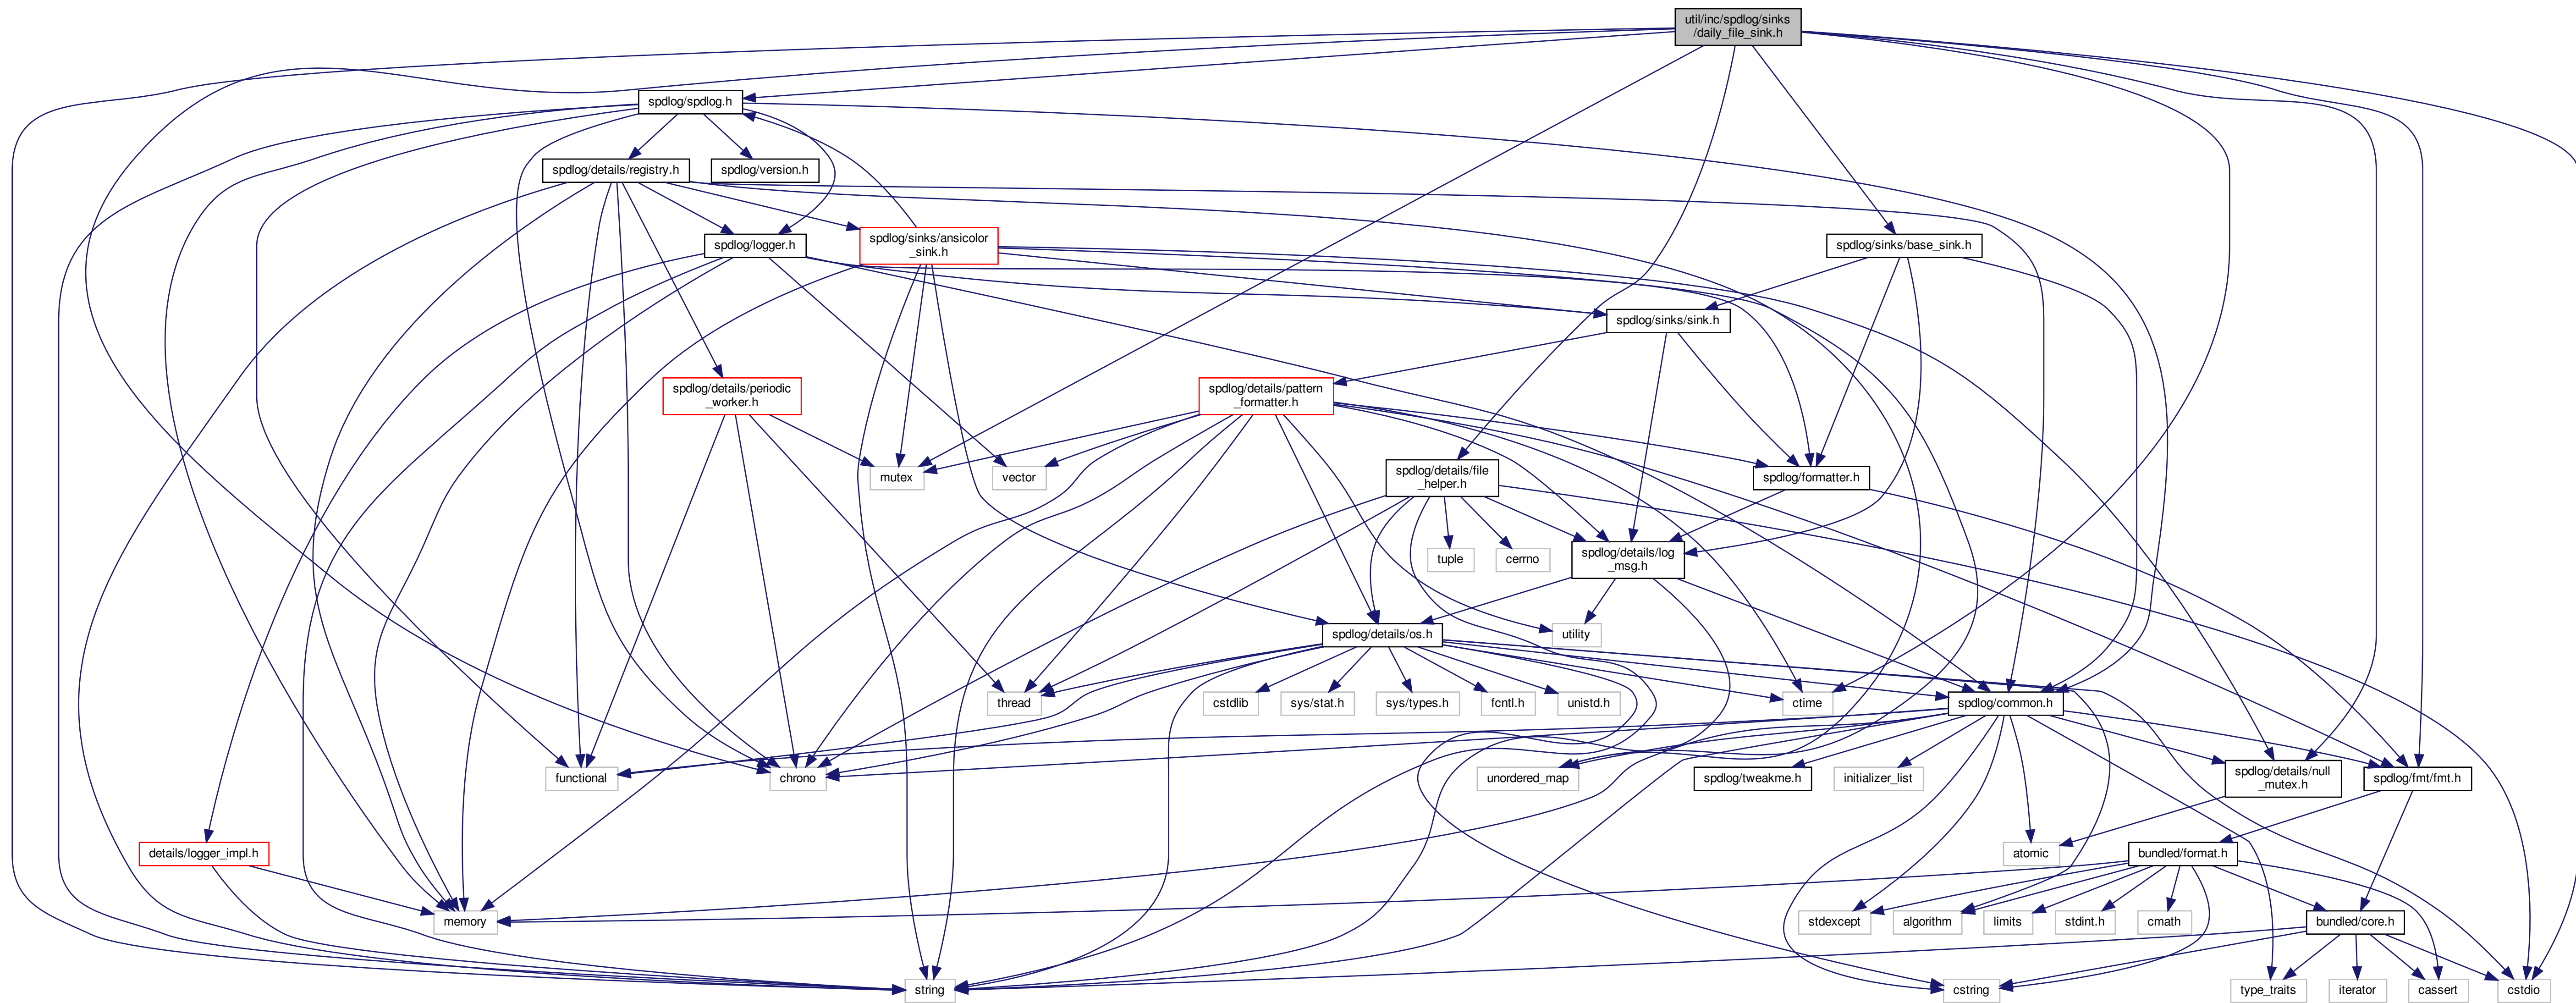 util/inc/spdlog/sinks
/daily_file_sink.h
spdlog/spdlog.h
spdlog/details/registry.h
spdlog/version.h
spdlog/logger.h
spdlog/sinks/ansicolor
_sink.h
spdlog/sinks/base_sink.h
spdlog/sinks/sink.h
spdlog/details/periodic
_worker.h
spdlog/details/pattern
_formatter.h
mutex
vector
spdlog/details/file
_helper.h
spdlog/formatter.h
tuple
cerrno
spdlog/details/log
_msg.h
spdlog/details/os.h
utility
thread
cstdlib
sys/stat.h
sys/types.h
fcntl.h
unistd.h
ctime
spdlog/common.h
functional
chrono
unordered_map
spdlog/tweakme.h
initializer_list
spdlog/details/null
_mutex.h
spdlog/fmt/fmt.h
details/logger_impl.h
atomic
bundled/format.h
memory
stdexcept
algorithm
limits
stdint.h
cmath
bundled/core.h
string
cstring
type_traits
iterator
cassert
cstdio